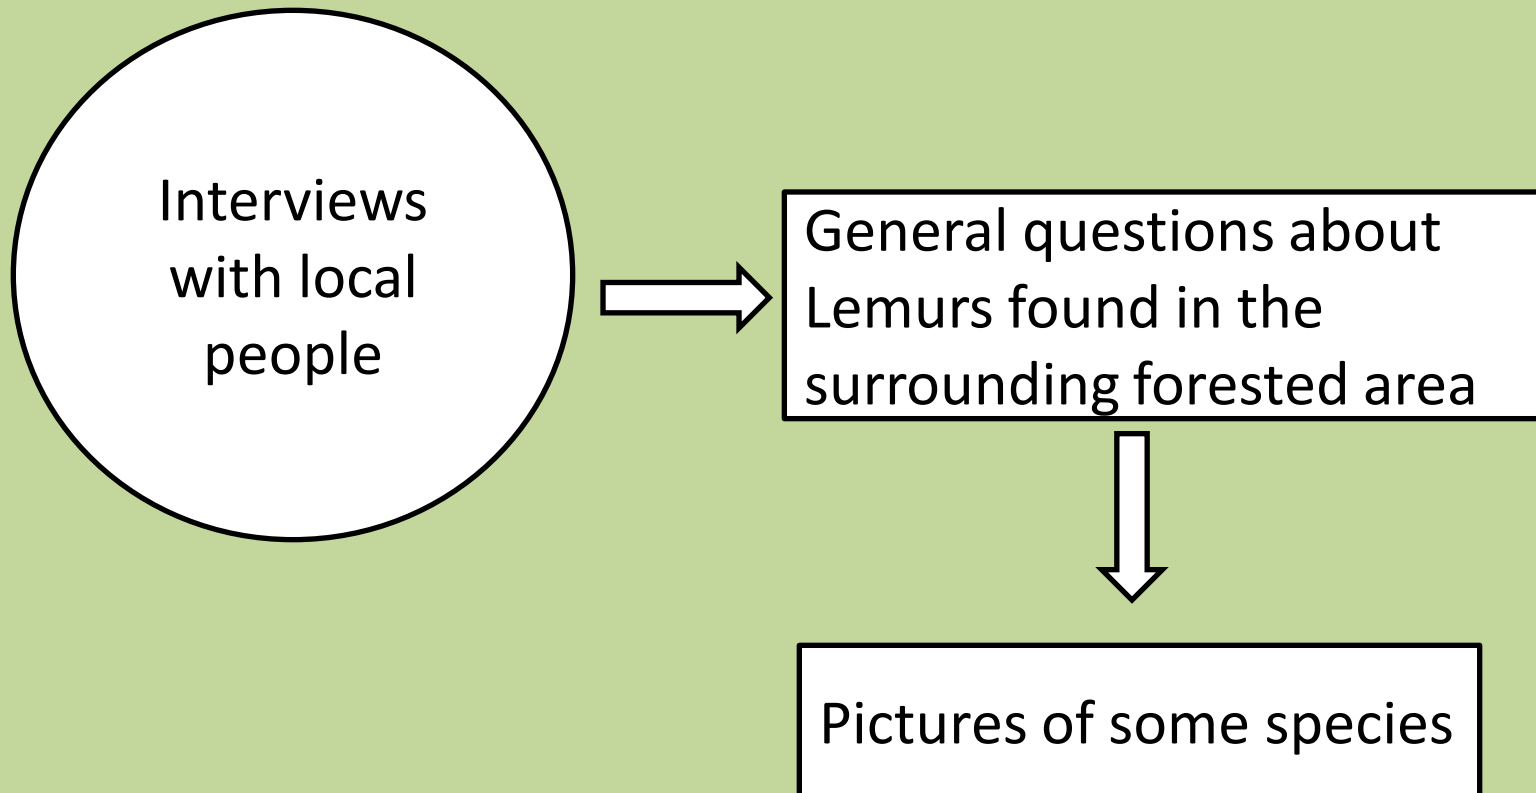 Interviews
with local
people
General questions about
Lemurs found in the
surrounding forested area
Pictures of some species